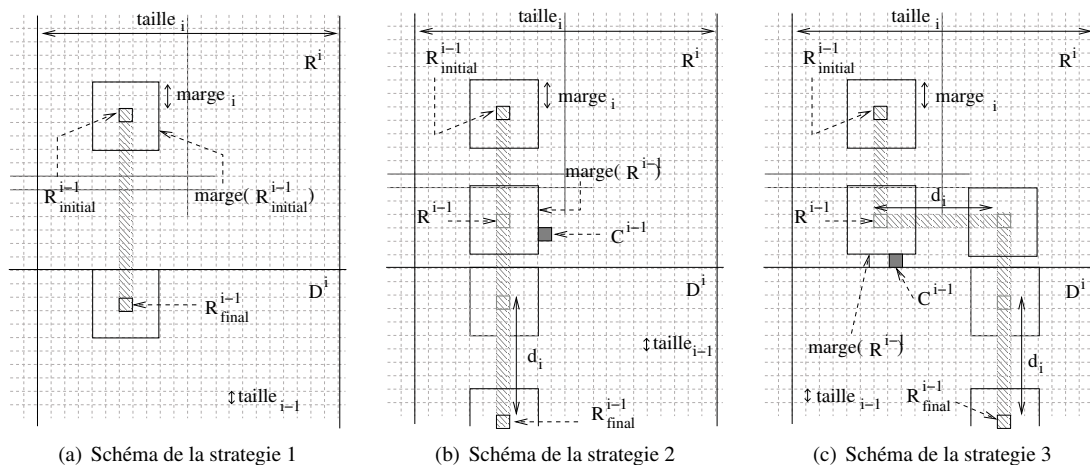 taille i
R i
R i−1 initial
marge i
R i−1 initial
marge( R i−1 initial )
D i
R i−1 final
taille i−1
(a) Schéma de la strategie 1
taille i
R i−1 initial
R i
marge i
marge( R i−1 )
R i−1
C i−1
D i
taille i−1
d i
R i−1 final
(b) Schéma de la strategie 2
taille i
R i−1 initial
R i
marge i
R i−1
d i
C i−1
D i
marge( R i− )
d i
taille i−1
R i−1 final
(c) Schéma de la strategie 3